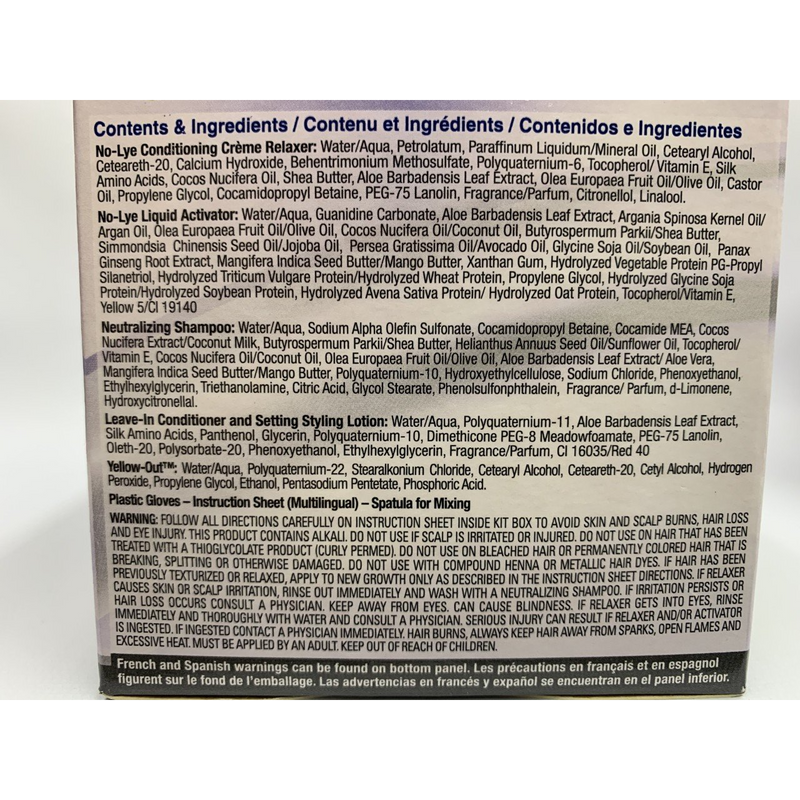 Contents & Ingredients / Contenu et Ingrédients / Contenidos e Ingredientes
No-Lye Conditioning Crème Relaxer: Water/Aqua, Petrolatum, Paraffinum Liquidum/Mineral Oil, Cetearyl Alcohol,
Ceteareth-20, Calcium Hydroxide, Behentrimonium Methosulfate, Polyquaternium-6, Tocopherol/ Vitamin E, Silk
Amino Acids, Cocos Nucifera Oil, Shea Butter, Aloe Barbadensis Leaf Extract, Olea Europaea Fruit Oil/Olive Oil, Castor
Oil, Propylene Glycol, Cocamidopropyl Betaine, PEG-75 Lanolin, Fragrance/Parfum, Citronellol, Linalool.
No-Lye Liquid Activator: Water/Aqua, Guanidine Carbonate, Aloe Barbadensis Leaf Extract, Argania Spinosa Kernel Oil/
Argan Oil, Olea Europaea Fruit Oil/Olive Oil, Cocos Nucifera Oil/Coconut Oil, Butyrospermum Parkii/Shea Butter,
Simmondsia Chinensis Seed Oil/Jojoba Oil, Persea Gratissima Oil/Avocado Oil, Glycine Soja Oil/Soybean Oil, Panax
Ginseng Root Extract, Mangifera Indica Seed Butter/Mango Butter, Xanthan Gum, Hydrolyzed Vegetable Protein PG-Propyl
Silanetriol, Hydrolyzed Triticum Vulgare Protein/Hydrolyzed Wheat Protein, Propylene Glycol, Hydrolyzed Glycine Soja
Protein/Hydrolyzed Soybean Protein, Hydrolyzed Avena Sativa Protein/ Hydrolyzed Oat Protein, Tocopherol/Vitamin E,
Yellow 5/CI 19140
Neutralizing Shampoo: Water/Aqua, Sodium Alpha Olefin Sulfonate, Cocamidopropyl Betaine, Cocamide MEA, Cocos
Nucifera Extract/Coconut Milk, Butyrospermum Parkii/Shea Butter, Helianthus Annuus Seed Oil/Sunflower Oil, Tocopherol/
Vitamin E, Cocos Nucifera Oil/Coconut Oil, Olea Europaea Fruit Oil/Olive Oil, Aloe Barbadensis Leaf Extract/ Aloe Vera,
Mangifera Indica Seed Butter/Mango Butter, Polyquaternium-10, Hydroxyethylcellulose, Sodium Chloride, Phenoxyethanol,
Ethylhexylglycerin, Triethanolamine, Citric Acid, Glycol Stearate, Phenolsulfonphthalein, Fragrance/ Parfum, d-Limonene,
Hydroxycitronellal.
Leave-In Conditioner and Setting Styling Lotion: Water/Aqua, Polyquaternium-11, Aloe Barbadensis Leaf Extract,
Silk Amino Acids, Panthenol, Glycerin, Polyquaternium-10, Dimethicone PEG-8 Meadowfoamate, PEG-75 Lanolin,
Oleth-20, Polysorbate-20, Phenoxyethanol, Ethylhexylglycerin, Fragrance/Parfum, CI 16035/Red 40
Yellow-Out™: Water/Aqua, Polyquaternium-22, Stearalkonium Chloride, Cetearyl Alcohol, Ceteareth-20, Cetyl Alcohol, Hydrogen
Peroxide, Propylene Glycol, Ethanol, Pentasodium Pentetate, Phosphoric Acid.
Plastic Gloves – Instruction Sheet (Multilingual) – Spatula for Mixing
WARNING: FOLLOW ALL DIRECTIONS CAREFULLY ON INSTRUCTION SHEET INSIDE KIT BOX TO AVOID SKIN AND SCALP BURNS, HAIR LOSS
AND EYE INJURY. THIS PRODUCT CONTAINS ALKALI. DO NOT USE IF SCALP IS IRRITATED OR INJURED. DO NOT USE ON HAIR THAT HAS BEEN
TREATED WITH A THIOGLYCOLATE PRODUCT (CURLY PERMED). DO NOT USE ON BLEACHED HAIR OR PERMANENTLY COLORED HAIR THAT IS
BREAKING, SPLITTING OR OTHERWISE DAMAGED. DO NOT USE WITH COMPOUND HENNA OR METALLIC HAIR DYES. IF HAIR HAS BEEN
PREVIOUSLY TEXTURIZED OR RELAXED, APPLY TO NEW GROWTH ONLY AS DESCRIBED IN THE INSTRUCTION SHEET DIRECTIONS. IF RELAXER
CAUSES SKIN OR SCALP IRRITATION, RINSE OUT IMMEDIATELY AND WASH WITH A NEUTRALIZING SHAMPOO. IF IRRITATION PERSISTS OR
HAIR LOSS OCCURS CONSULT A PHYSICIAN. KEEP AWAY FROM EYES. CAN CAUSE BLINDNESS. IF RELAXER GETS INTO EYES, RINSE
IMMEDIATELY AND THOROUGHLY WITH WATER AND CONSULT A PHYSICIAN. SERIOUS INJURY CAN RESULT IF RELAXER AND/OR ACTIVATOR
IS INGESTED. IF INGESTED CONTACT A PHYSICIAN IMMEDIATELY. HAIR BURNS, ALWAYS KEEP HAIR AWAY FROM SPARKS, OPEN FLAMES AND
EXCESSIVE HEAT. MUST BE APPLIED BY AN ADULT. KEEP OUT OF REACH OF CHILDREN.
French and Spanish warnings can be found on bottom panel. Les précautions en français et en espagnol
figurent sur le fond de l'emballage. Las advertencias en francés y español se encuentran en el panel inferior.